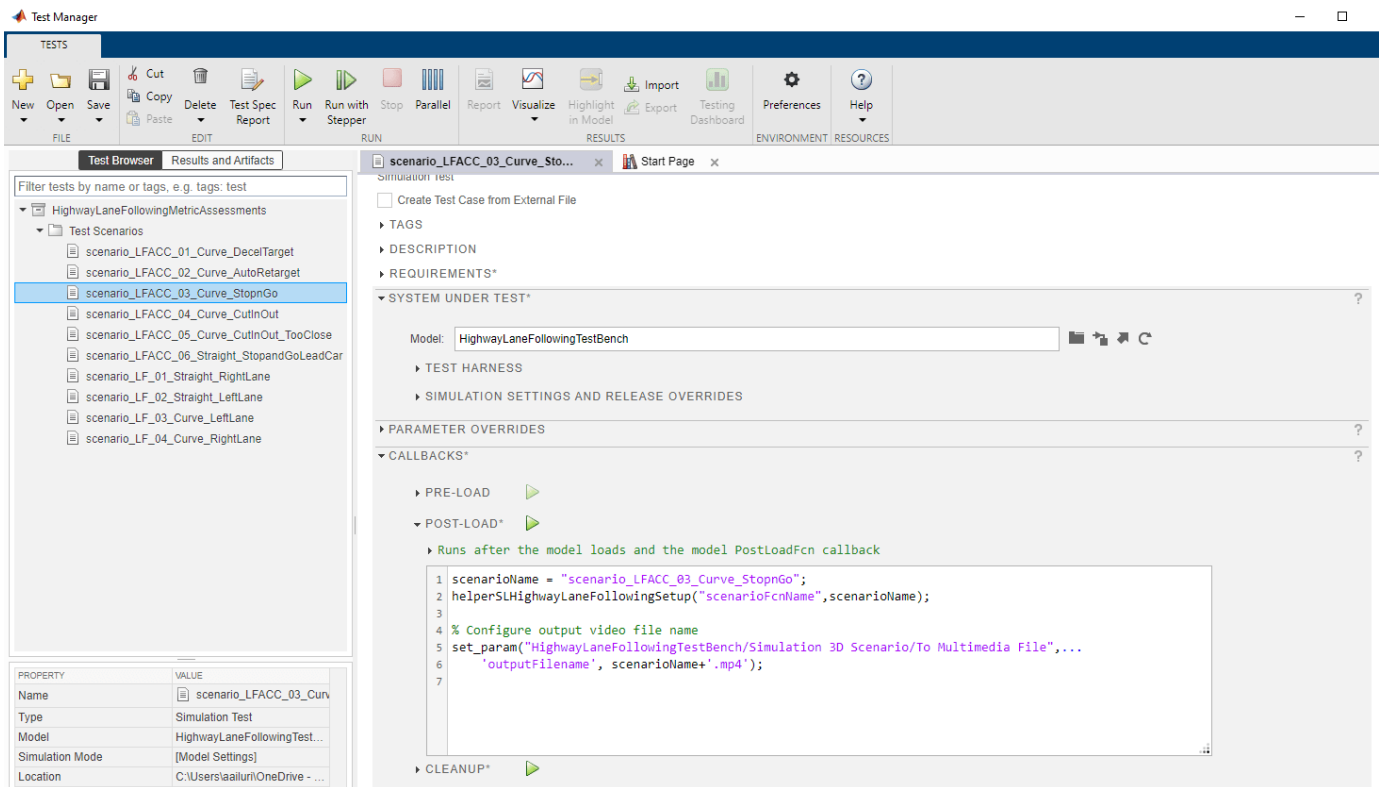 Test Manager
TESTS
New
Open
Save
Cut
Copy
Paste
Delete
Test Spec
Report
Run
Run with
Stepper
Stop
Parallel
Report
Visualize
Highlight
in Model
Import
Export
Testing
Dashboard
Preferences
Help
FILE
EDIT
RUN
RESULTS
ENVIRONMENT
RESOURCES
Test Browser
Results and Artifacts
Filter tests by name or tags, e.g. tags: test
HighwayLaneFollowingMetricAssessments
Test Scenarios
scenario_LFACC_01_Curve_DecelTarget
scenario_LFACC_02_Curve_AutoRetarget
scenario_LFACC_03_Curve_StopnGo
scenario_LFACC_04_Curve_CutInOut
scenario_LFACC_05_Curve_CutInOut_TooClose
scenario_LFACC_06_Straight_StopandGoLeadCar
scenario_LF_01_Straight_RightLane
scenario_LF_02_Straight_LeftLane
scenario_LF_03_Curve_LeftLane
scenario_LF_04_Curve_RightLane
PROPERTY VALUE
Name scenario_LFACC_03_Curv
Type Simulation Test
Model HighwayLaneFollowingTest...
Simulation Mode [Model Settings]
Location C:\Users\aailuri\OneDrive - ...
scenario_LFACC_03_Curve_Sto...
Start Page
Simulation Test
Create Test Case from External File
TAGS
DESCRIPTION
REQUIREMENTS*
SYSTEM UNDER TEST*
?
Model: HighwayLaneFollowingTestBench
TEST HARNESS
SIMULATION SETTINGS AND RELEASE OVERRIDES
PARAMETER OVERRIDES
?
CALLBACKS*
?
PRE-LOAD
POST-LOAD*
Runs after the model loads and the model PostLoadFcn callback
1 scenarioName = "scenario_LFACC_03_Curve_StopnGo";
2 helperSLHighwayLaneFollowingSetup("scenarioFcnName",scenarioName);
3
4 % Configure output video file name
5 set_param("HighwayLaneFollowingTestBench/Simulation 3D Scenario/To Multimedia File",...
6 'outputFilename', scenarioName+'.mp4');
7
CLEANUP*